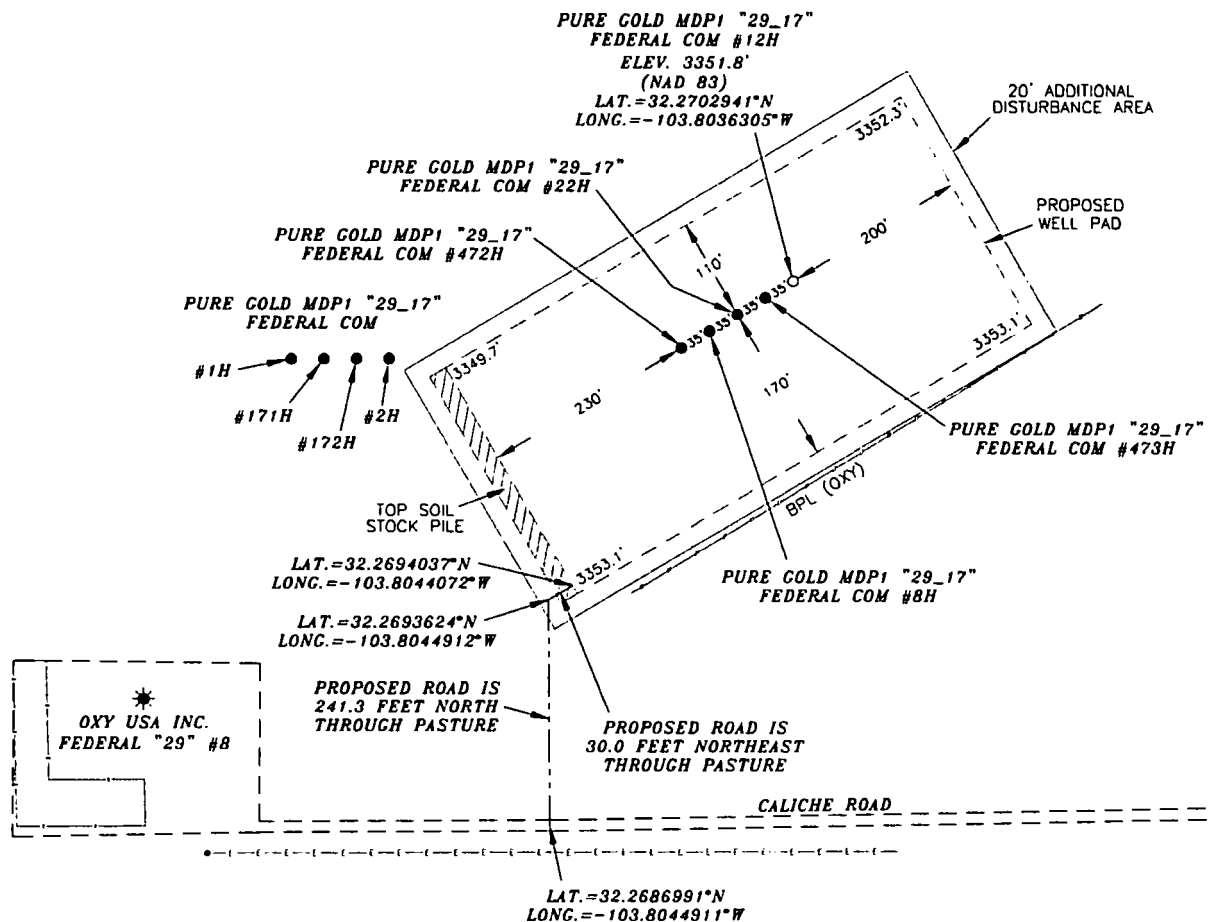 PURE GOLD MDP1 "29_17"
FEDERAL COM #12H
ELEV. 3351.8'
(NAD 83)
LAT.=32.2702941°N
LONG.=-103.8036305°W
20' ADDITIONAL
DISTURBANCE AREA
3352.3'
PURE GOLD MDP1 "29_17"
FEDERAL COM #22H
PROPOSED
WELL PAD
PURE GOLD MDP1 "29_17"
FEDERAL COM #472H
200'
110'
35'
35'
35'
35'
PURE GOLD MDP1 "29_17"
FEDERAL COM
3349.7'
3353.1'
#1H
#171H
#172H
#2H
230'
170'
PURE GOLD MDP1 "29_17"
FEDERAL COM #473H
BPL (OXY)
TOP SOIL
STOCK PILE
LAT.=32.2694037°N
LONG.=-103.8044072°W
3353.1'
PURE GOLD MDP1 "29_17"
FEDERAL COM #8H
LAT.=32.2693624°N
LONG.=-103.8044912°W
PROPOSED ROAD IS
241.3 FEET NORTH
THROUGH PASTURE
OXY USA INC.
FEDERAL "29" #8
PROPOSED ROAD IS
30.0 FEET NORTHEAST
THROUGH PASTURE
CALICHE ROAD
E E E E E E E E E E E E E E E E E E E E E E E E E E
LAT.=32.2686991°N
LONG.=-103.8044911°W